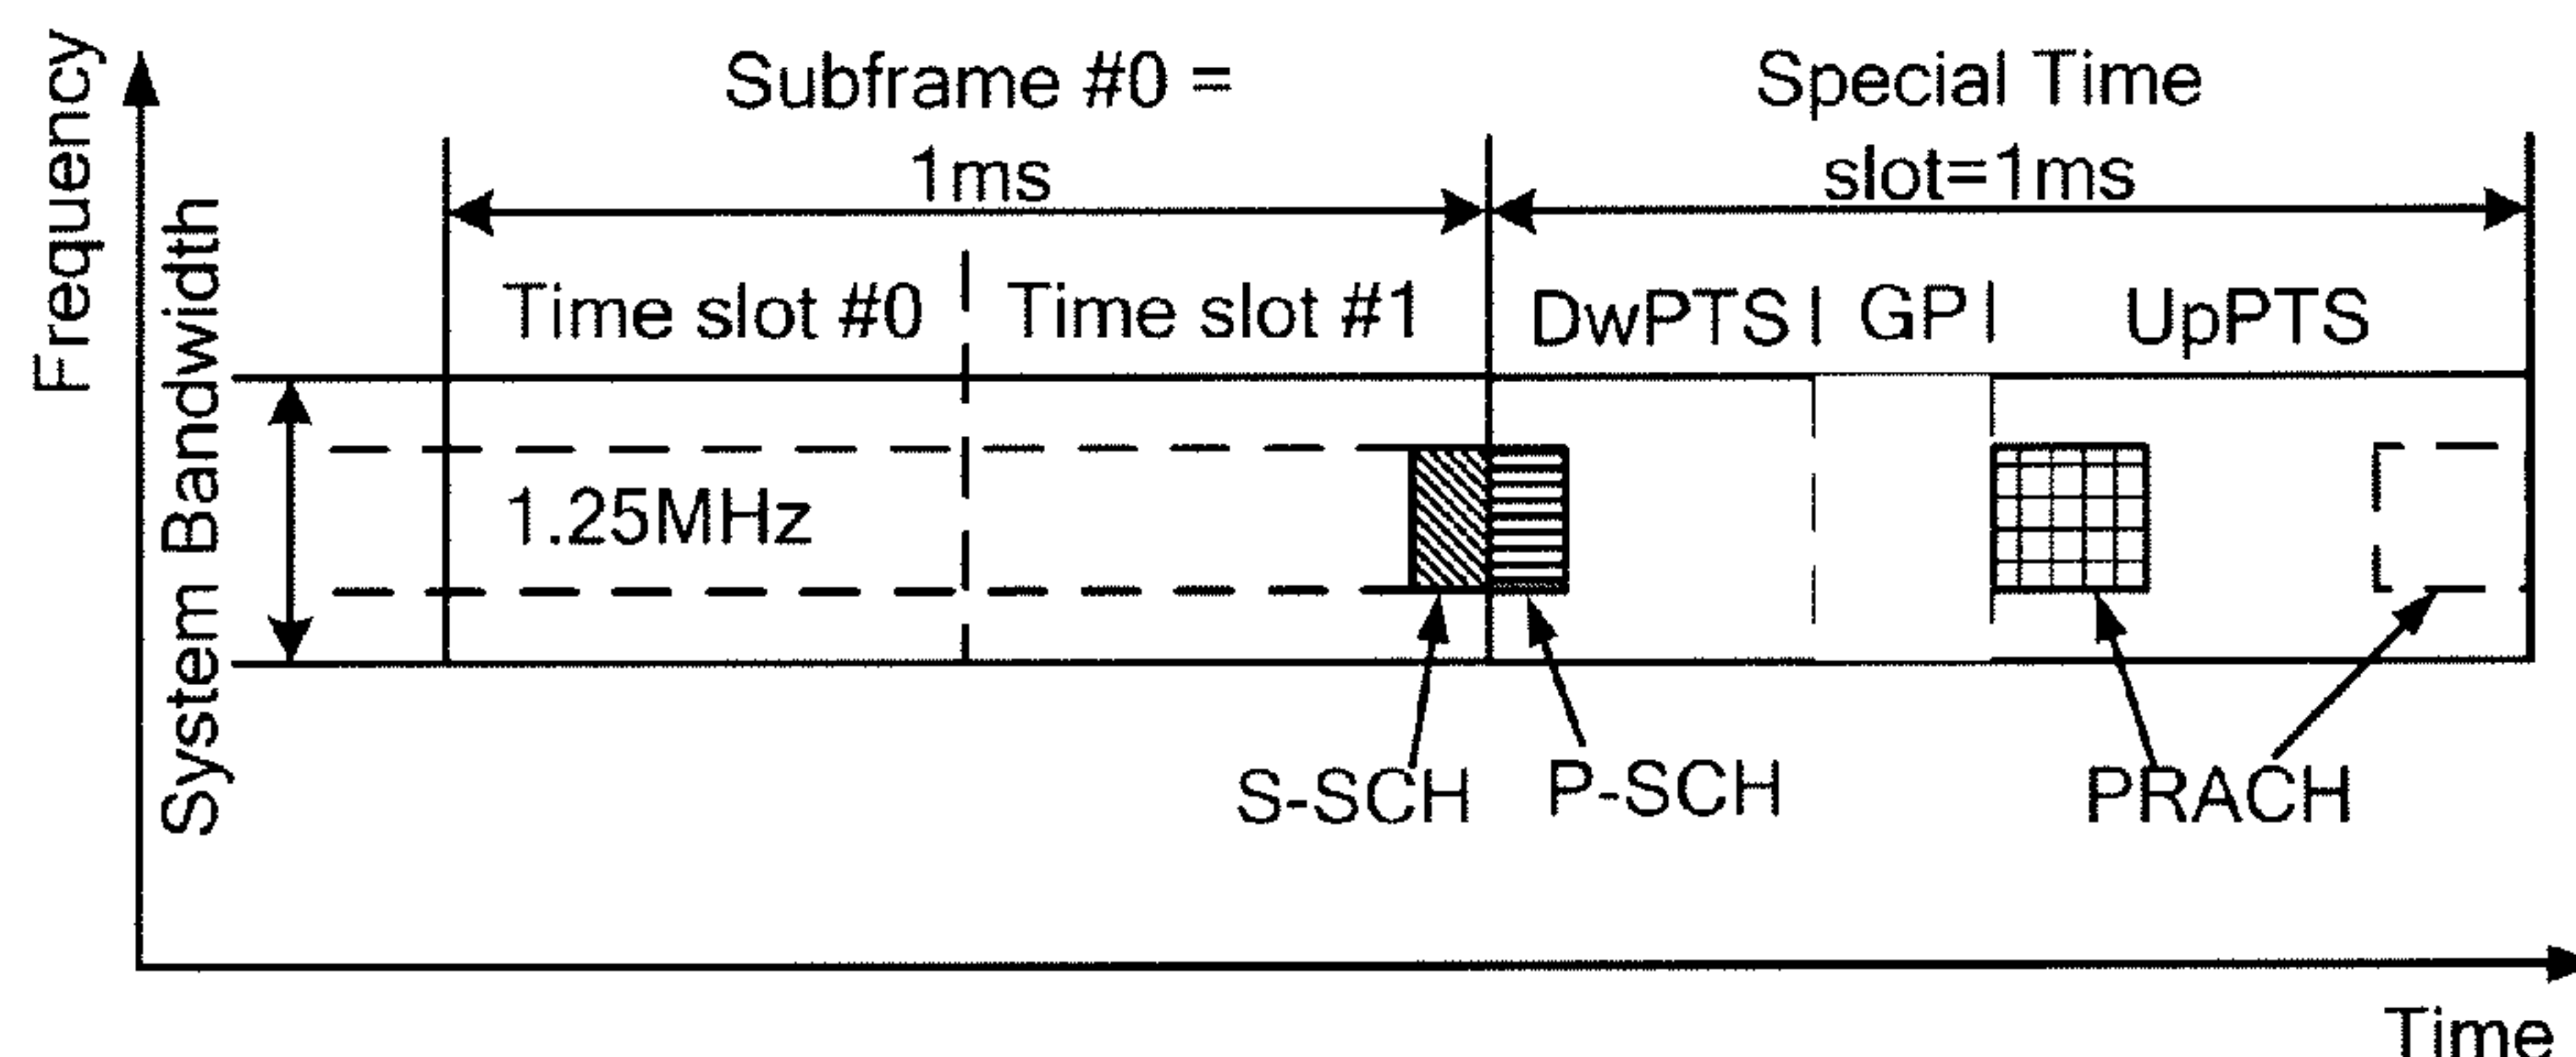 Frequency
System Bandwidth
Subframe #0 =
1ms
Special Time
slot=1ms
Time slot #0
Time slot #1
DwPTS
GP
UpPTS
1.25MHz
S-SCH
P-SCH
PRACH
Time